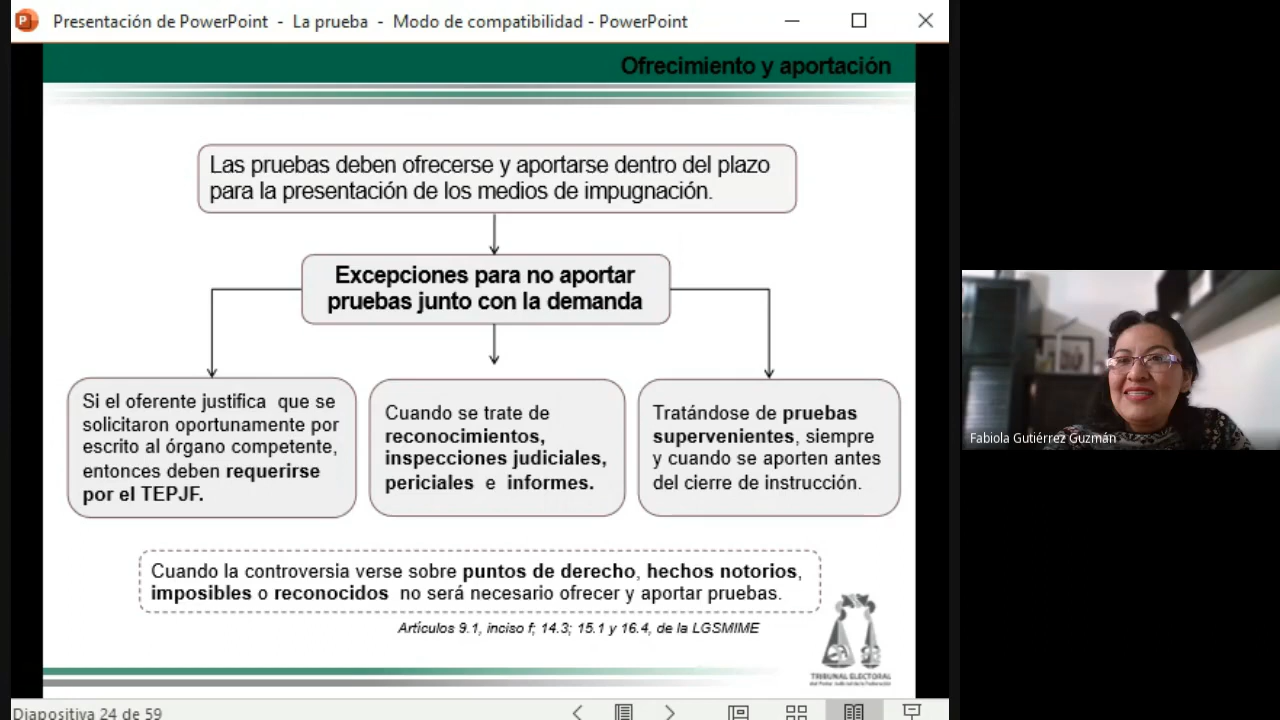 Presentación de PowerPoint - La prueba - Modo de compatibilidad - PowerPoint
Ofrecimiento y aportación
Las pruebas deben ofrecerse y aportarse dentro del plazo
para la presentación de los medios de impugnación.
Excepciones para no aportar
pruebas junto con la demanda
Si el oferente justifica que se
solicitaron oportunamente por
escrito al órgano competente,
entonces deben requerirse
por el TEPJF.
Cuando se trate de
reconocimientos,
inspecciones judiciales,
periciales e informes.
Tratándose de pruebas
supervenientes, siempre
y cuando se aporten antes
del cierre de instrucción.
Cuando la controversia verse sobre puntos de derecho, hechos notorios,
imposibles o reconocidos no será necesario ofrecer y aportar pruebas.
Artículos 9.1, inciso f; 14.3; 15.1 y 16.4, de la LGSMIME
TRIBUNAL ELECTORAL
del Poder Judicial de la Federación
Diapositiva 24 de 59
Fabiola Gutiérrez Guzmán